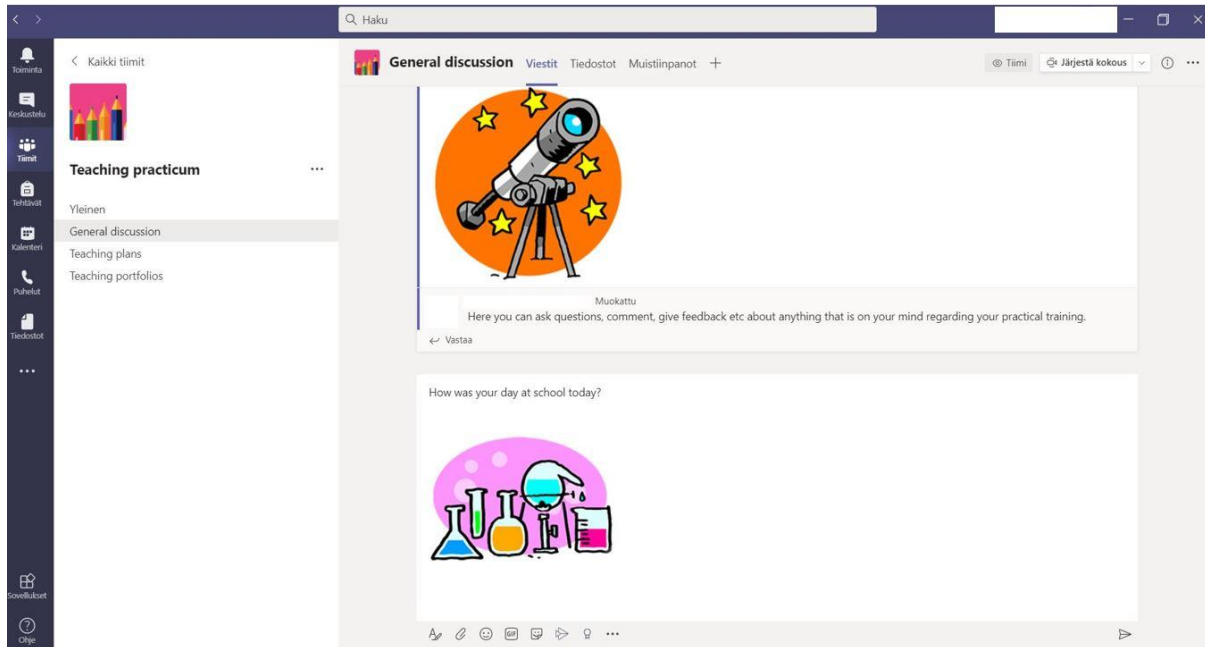 Haku
Toiminta
Keskustelu
Tiimit
Tehtävät
Kalenteri
Puhelut
Tiedostot
Sovellukset
Ohje
Kaikki tiimit
Teaching practicum
Yleinen
General discussion
Teaching plans
Teaching portfolios
General discussion Viestit Tiedostot Muistiinpanot
Tiimi Järjestä kokous
Muokattu
Here you can ask questions, comment, give feedback etc about anything that is on your mind regarding your practical training.
Vastaa
How was your day at school today?
GIF